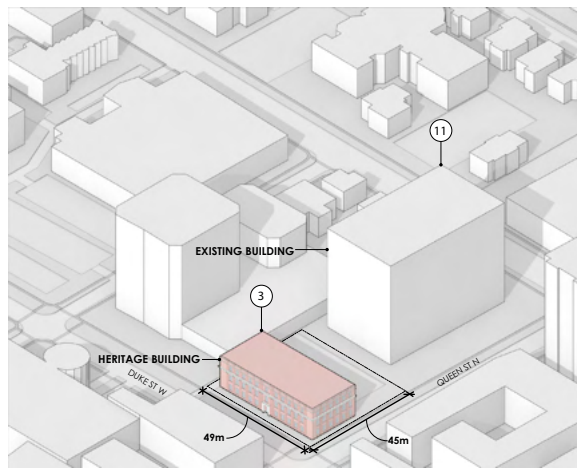 11
EXISTING BUILDING
3
HERITAGE BUILDING
DUKE ST W
QUEEN ST N
49m
45m